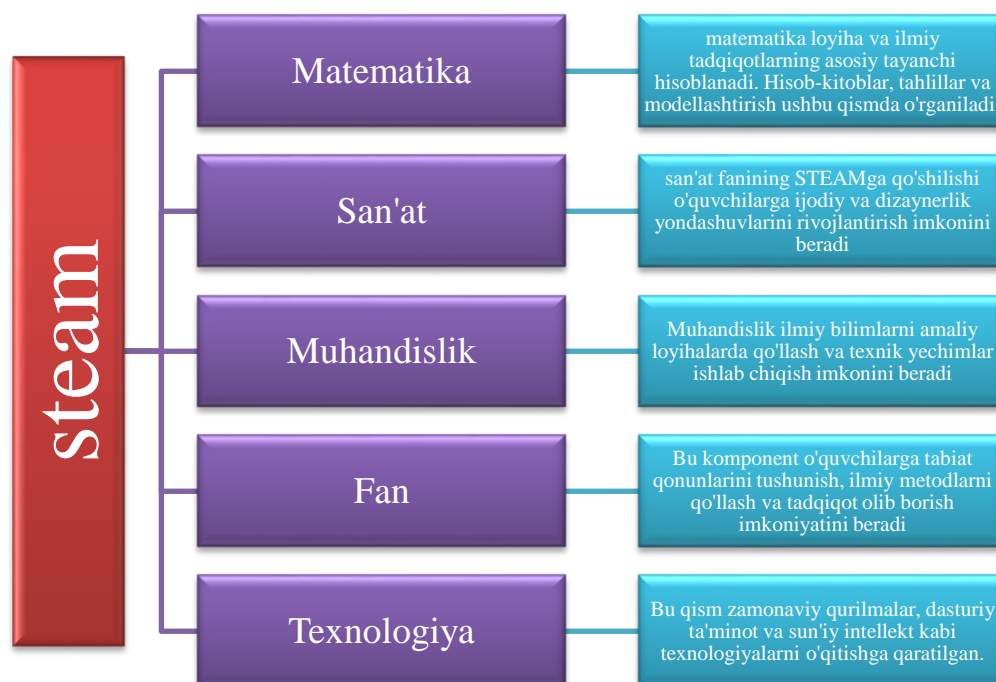 steam
Matematika
matematika loyiha va ilmiy
tadqiqotlarning asosiy tayanchi
hisoblanadi. Hisob-kitoblar, tahlillar va
modellashtirish ushbu qismda o'rganiladi
San'at
san'at fanining STEAMga qo'shilishi
o'quvchilarga ijodiy va dizaynerlik
yondashuvlarini rivojlantirish imkonini
beradi
Muhandislik
Muhandislik ilmiy bilimlarni amaliy
loyihalarda qo'llash va texnik yechimlar
ishlab chiqish imkonini beradi
Fan
Bu komponent o'quvchilarga tabiat
qonunlarini tushunish, ilmiy metodlarni
qo'llash va tadqiqot olib borish
imkoniyatini beradi
Texnologiya
Bu qism zamonaviy qurilmalar, dasturiy
ta'minot va sun'iy intellekt kabi
texnologiyalarni o'qitishga qaratilgan.